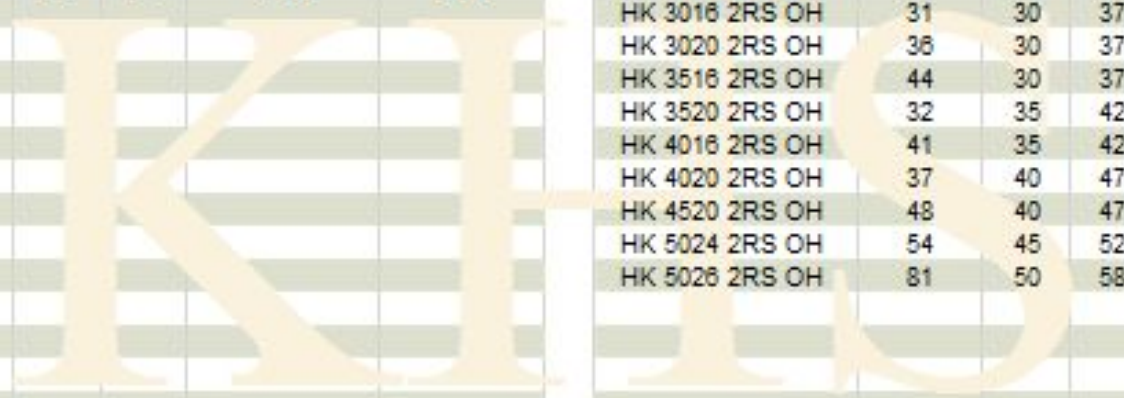 HK 3016 2RS OH 31 30 37
HK 3020 2RS OH 36 30 37
HK 3516 2RS OH 44 30 37
HK 3520 2RS OH 32 35 42
HK 4016 2RS OH 41 35 42
HK 4020 2RS OH 37 40 47
HK 4520 2RS OH 48 40 47
HK 5024 2RS OH 54 45 52
HK 5026 2RS OH 81 50 58
KHS